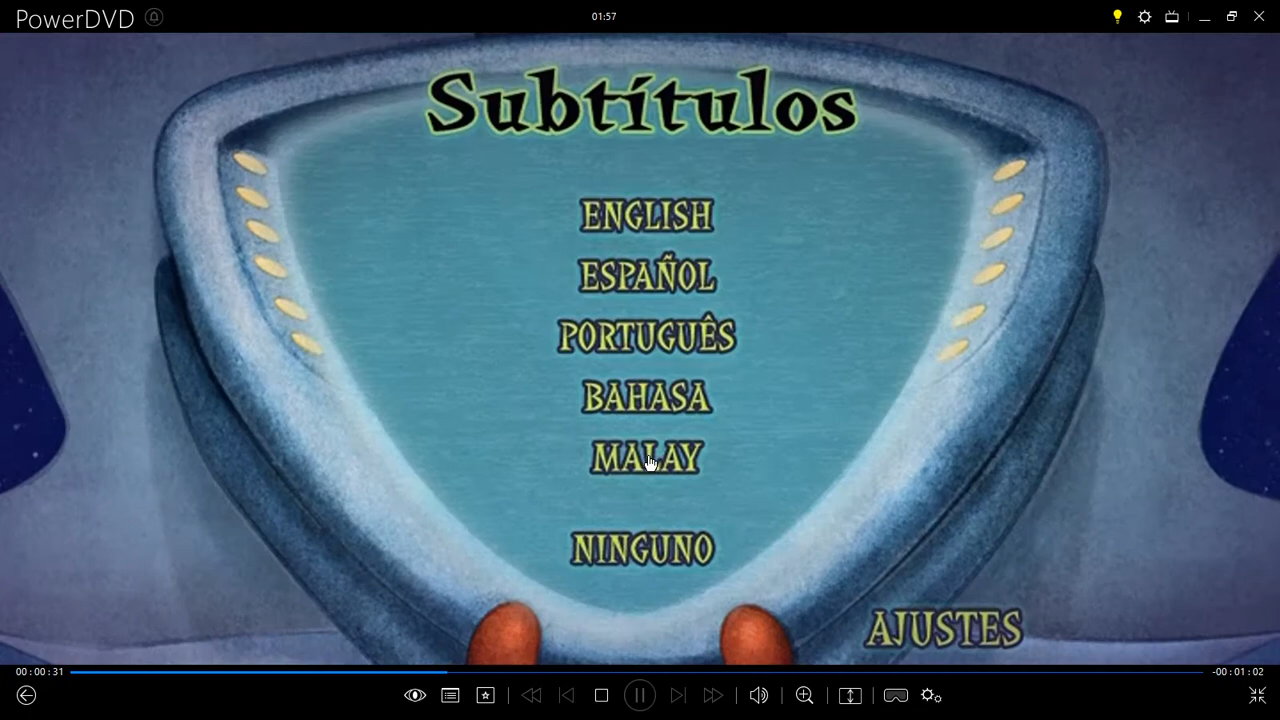 PowerDVD
01:57
Subtítulos
ENGLISH
ESPAÑOL
PORTUGUÊS
BAHASA
MALAY
NINGUNO
AJUSTES
00:00:31
-00:01:02